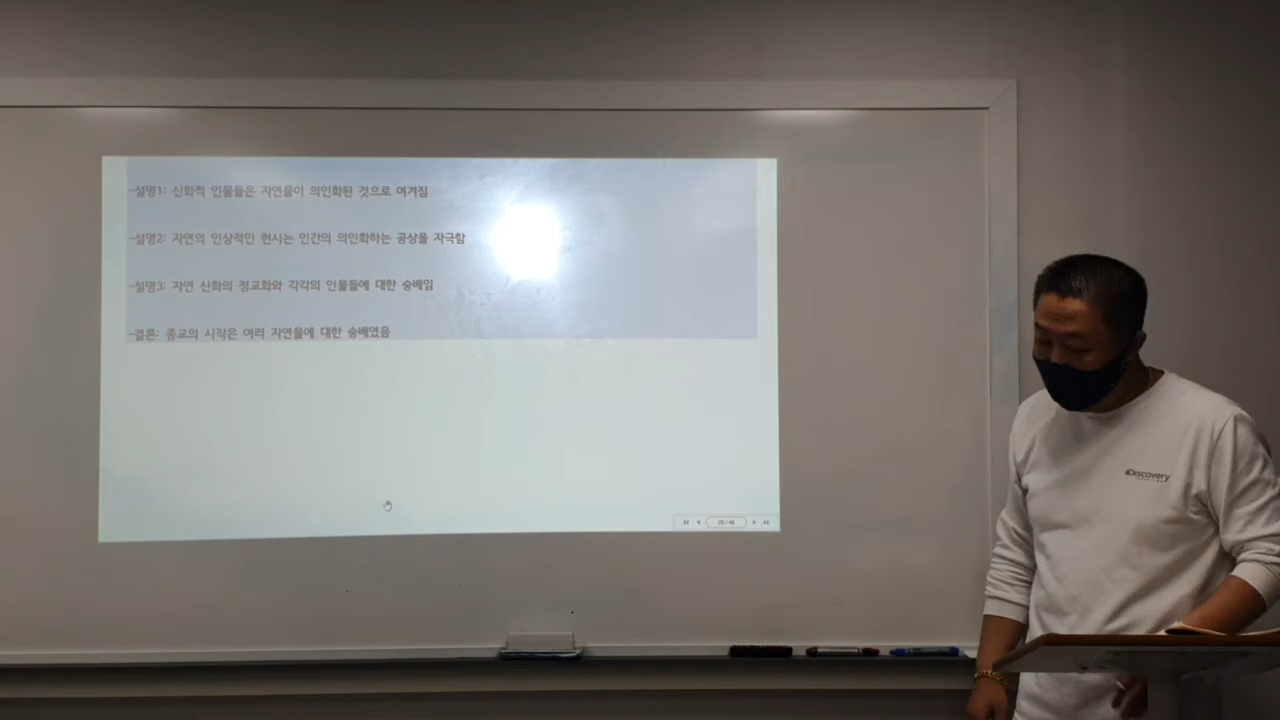 -설명1: 신화적 인물들은 자연물이 의인화된 것으로 여겨짐
-설명2: 자연의 인상적인 현시는 인간의 의인화하는 공상을 자극함
-설명3: 자연 신화의 정교화와 각각의 인물들에 대한 숭배임
-결론: 종교의 시작은 여러 자연물에 대한 숭배였음
Discovery